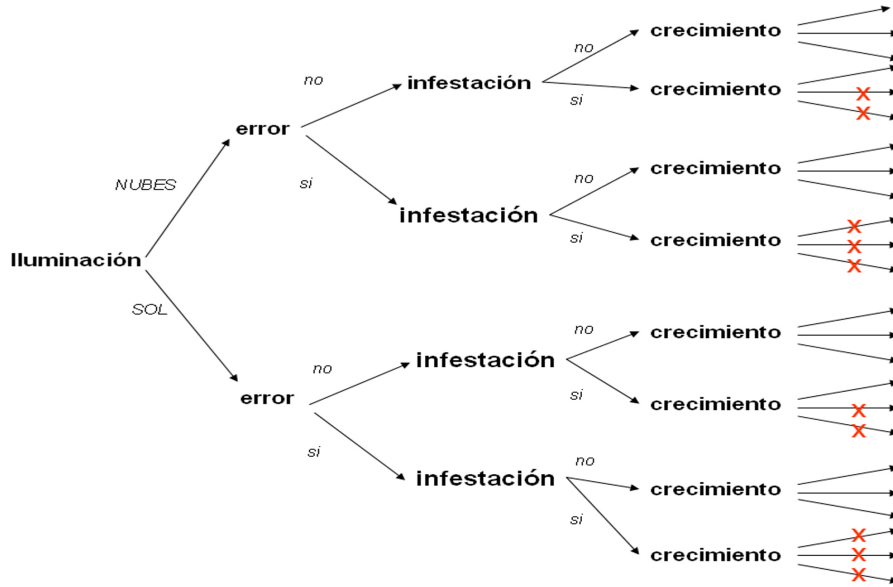 crecimiento
no
no
infestación
crecimiento
si
error
crecimiento
no
NUBES
si
infestación
si
crecimiento
Iluminación
SOL
crecimiento
no
infestación
no
si
crecimiento
error
si
no
infestación
crecimiento
si
crecimiento